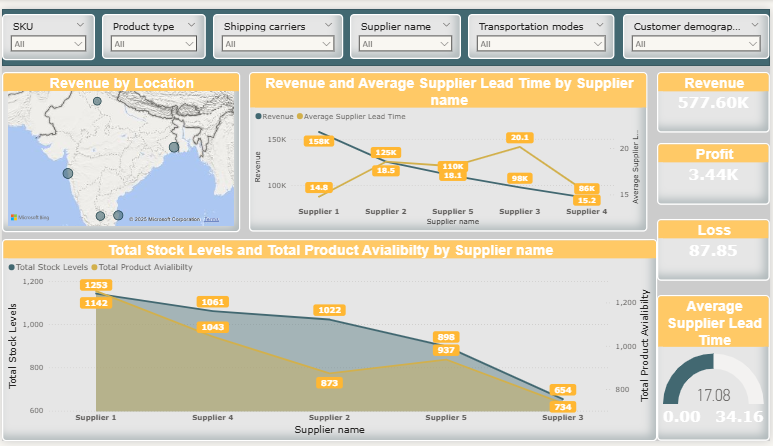 SKU
All
Product type
All
Shipping carriers
All
Supplier name
All
Transportation modes
All
Customer demograp...
All
Revenue by Location
Microsoft Bing
© 2025 Microsoft Corporation Terms
Revenue and Average Supplier Lead Time by Supplier
name
Revenue Average Supplier Lead Time
Revenue
150K
100K
158K
125K
110K
98K
86K
14.8
18.5
18.1
20.1
15.2
20
15
Average Supplier L...
Supplier 1 Supplier 2 Supplier 5 Supplier 3 Supplier 4
Supplier name
Revenue
577.60K
Profit
3.44K
Loss
87.85
Total Stock Levels and Total Product Avialibilty by Supplier name
Total Stock Levels Total Product Avialibilty
Total Stock Levels
1,200
1,000
800
600
1253
1142
1061
1043
1022
873
898
937
654
734
1,200
1,000
800
Total Product Avialibilty
Supplier 1 Supplier 4 Supplier 2 Supplier 5 Supplier 3
Supplier name
Average
Supplier Lead
Time
17.08
0.00 34.16